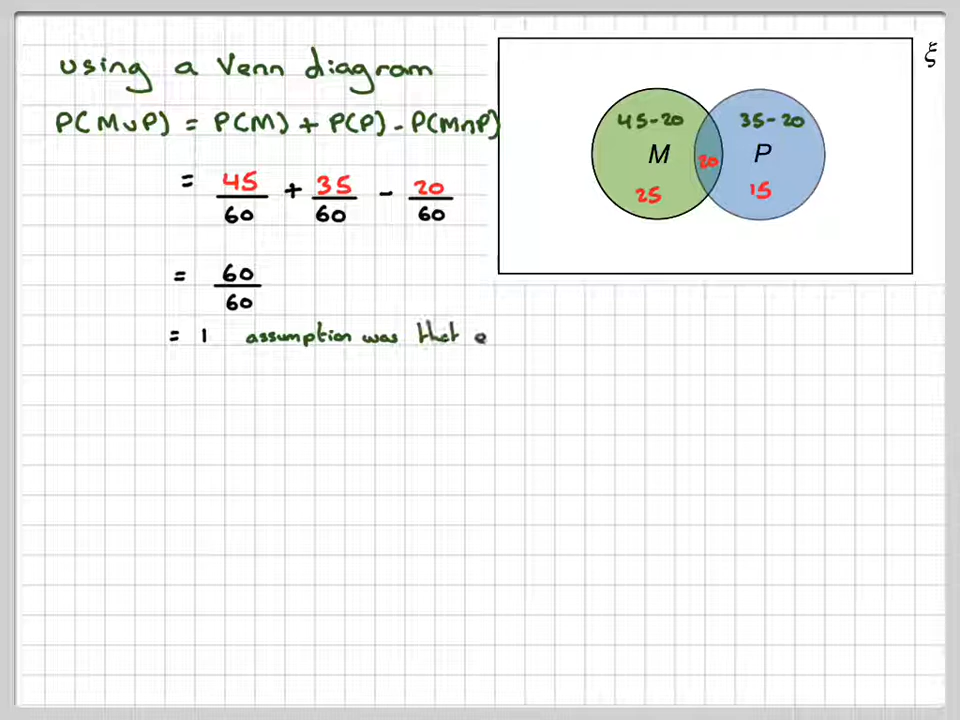 using a Venn diagram
P(M∪P) = P(M) + P(P) - P(M∩P)
= 45/60 + 35/60 - 20/60
= 60/60
= 1 assumption was that e
ξ
45-20 35-20
M 20 P
25 15